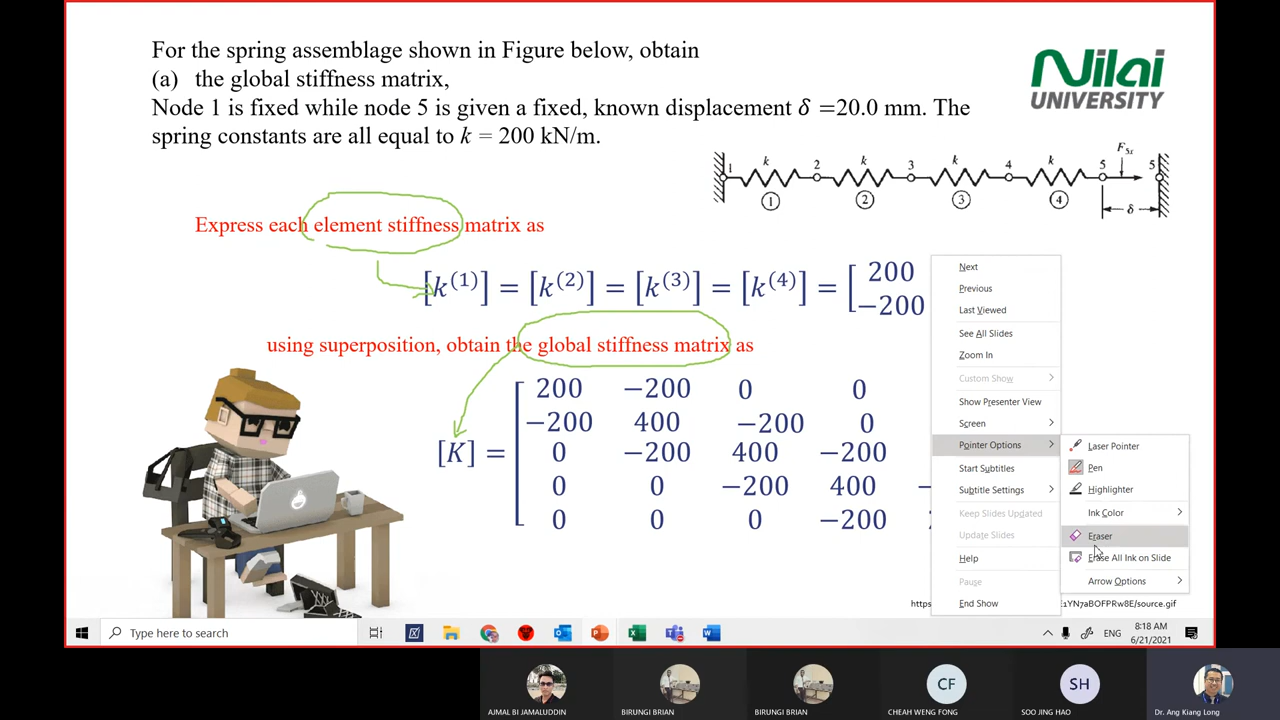 For the spring assemblage shown in Figure below, obtain
(a) the global stiffness matrix,
Node 1 is fixed while node 5 is given a fixed, known displacement δ =20.0 mm. The
spring constants are all equal to k = 200 kN/m.
Nilai
UNIVERSITY
k k k k F5x
1 2 3 4 5 5
1 2 3 4 δ
Express each element stiffness matrix as
[k(1)] = [k(2)] = [k(3)] = [k(4)] = [ 200
−200
using superposition, obtain the global stiffness matrix as
200 −200 0 0
−200 400 −200 0
[K] = 0 −200 400 −200
0 0 −200 400 −
0 0 0 −200
Next
Previous
Last Viewed
See All Slides
Zoom In
Custom Show
Show Presenter View
Screen
Pointer Options
Start Subtitles
Subtitle Settings
Keep Slides Updated
Update Slides
Help
Pause
End Show
Laser Pointer
Pen
Highlighter
Ink Color
Eraser
Erase All Ink on Slide
Arrow Options
https
E1YN7aBOFPRw8E/source.gif
Type here to search
ENG
8:18 AM
6/21/2021
CF
SH
AJMAL BI JAMALUDDIN
BIRUNGI BRIAN
BIRUNGI BRIAN
CHEAH WENG FONG
SOO JING HAO
Dr. Ang Kiang Long